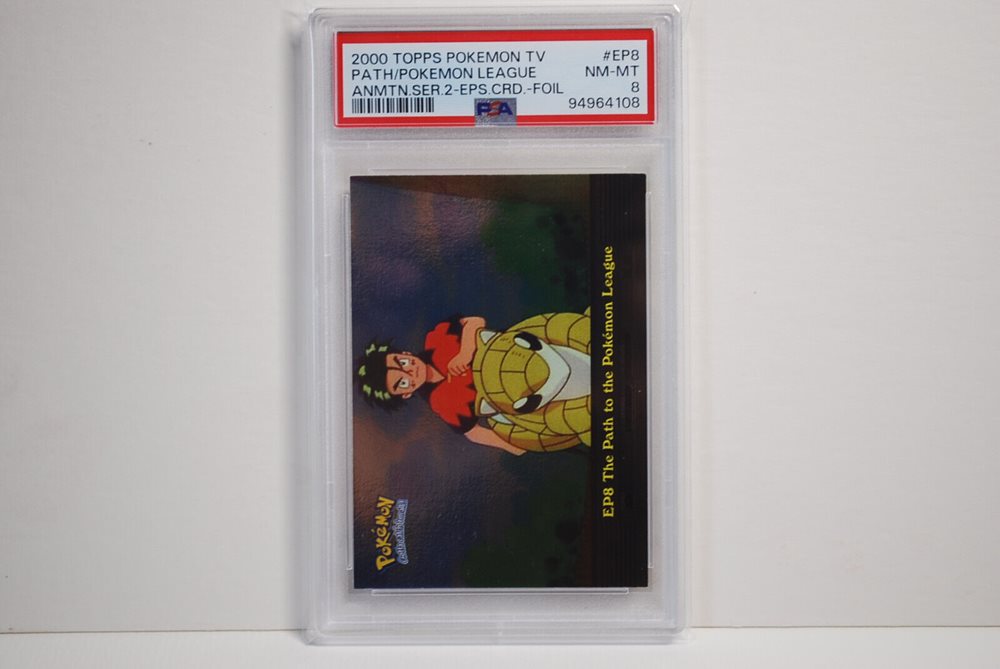 2000 TOPPS POKEMON TV
#EP8
PATH/POKEMON LEAGUE
NM-MT
ANMTN.SER.2-EPS.CRD.-FOIL
8
PSA
94964108
EP8 The Path to the Pokémon League
POKéMON